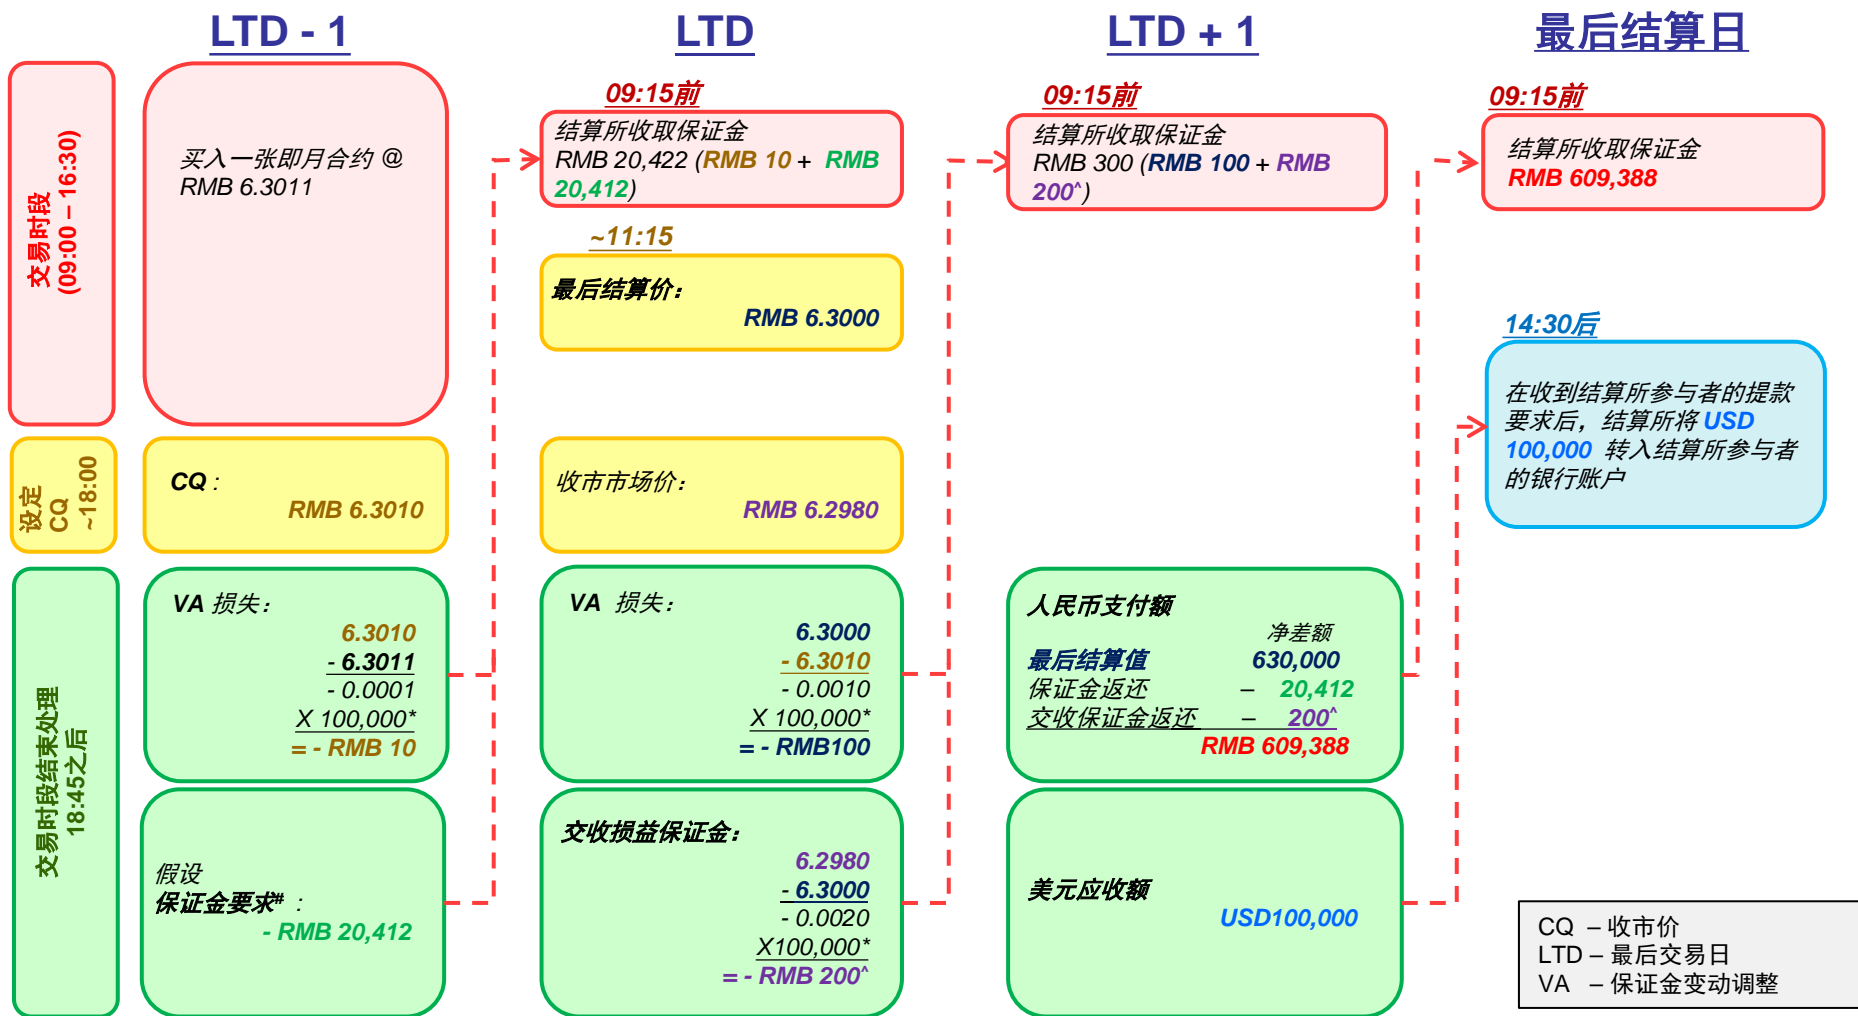 LTD - 1
LTD
LTD + 1
最后结算日
交易时段
(09:00 – 16:30)
买入一张即月合约 @
RMB 6.3011
09:15前
结算所收取保证金
RMB 20,422 (RMB 10 + RMB
20,412)
~11:15
最后结算价：
RMB 6.3000
09:15前
结算所收取保证金
RMB 300 (RMB 100 + RMB
200^)
09:15前
结算所收取保证金
RMB 609,388
14:30后
在收到结算所参与者的提款
要求后，结算所将 USD
100,000 转入结算所参与者
的银行账户
设定
CQ
~18:00
CQ :
RMB 6.3010
收市市场价：
RMB 6.2980
交易时段结束处理
18:45之后
VA 损失：
6.3010
- 6.3011
- 0.0001
X 100,000*
= - RMB 10
假设
保证金要求# :
- RMB 20,412
VA 损失：
6.3000
- 6.3010
- 0.0010
X 100,000*
= - RMB100
交收损益保证金：
6.2980
- 6.3000
- 0.0020
X100,000*
= - RMB 200^
人民币支付额
净差额
最后结算值 630,000
保证金返还 – 20,412
交收保证金返还 – 200^
RMB 609,388
美元应收额
USD100,000
CQ – 收市价
LTD – 最后交易日
VA – 保证金变动调整